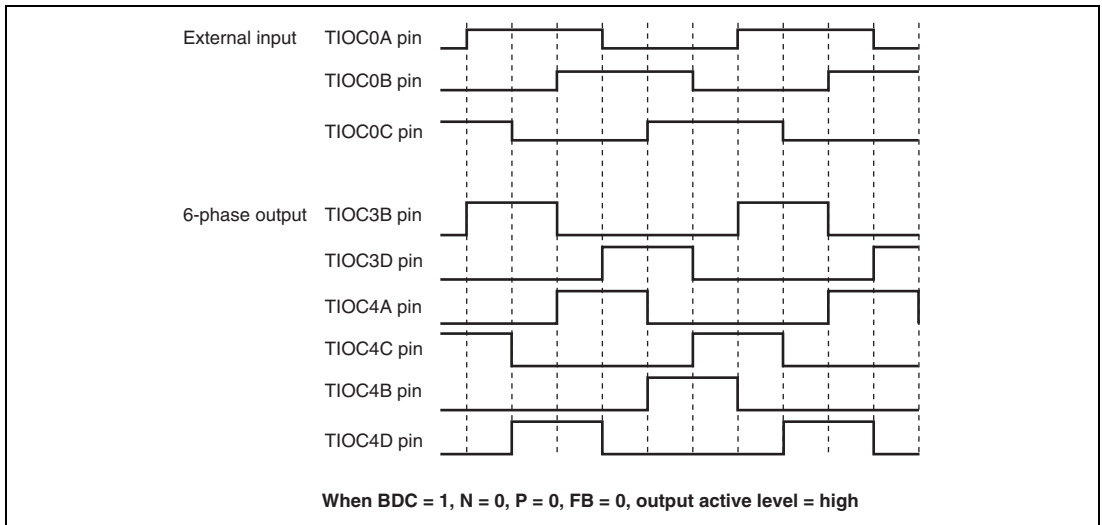 External input TIOC0A pin
TIOC0B pin
TIOC0C pin
6-phase output TIOC3B pin
TIOC3D pin
TIOC4A pin
TIOC4C pin
TIOC4B pin
TIOC4D pin
When BDC = 1, N = 0, P = 0, FB = 0, output active level = high